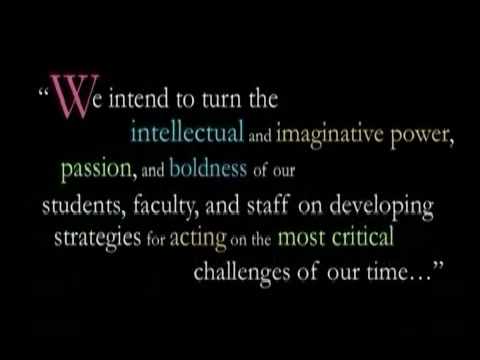 “We intend to turn the
intellectual and imaginative power,
passion, and boldness of our
students, faculty, and staff on developing
strategies for acting on the most critical
challenges of our time…”